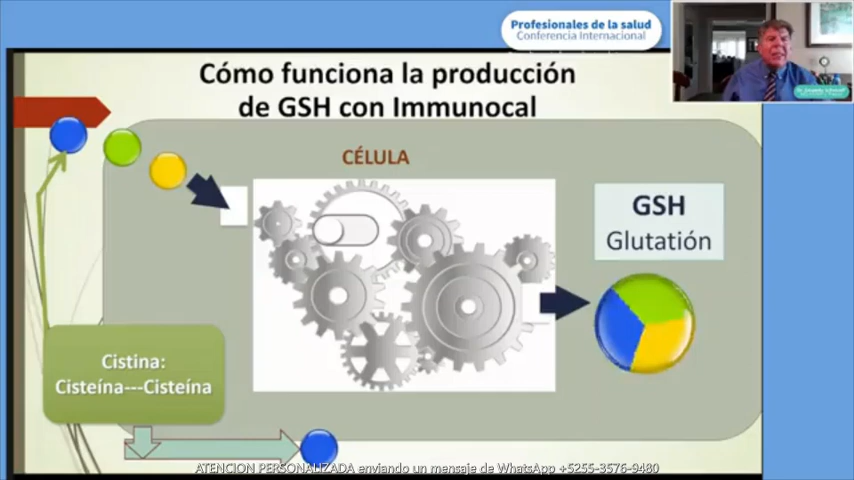 Profesionales de la salud
Conferencia Internacional
Cómo funciona la producción
de GSH con Immunocal
CÉLULA
GSH
Glutatión
Cistina:
Cisteína---Cisteína
ATENCION PERSONALIZADA enviando un mensaje de WhatsApp +5255-3576-9480